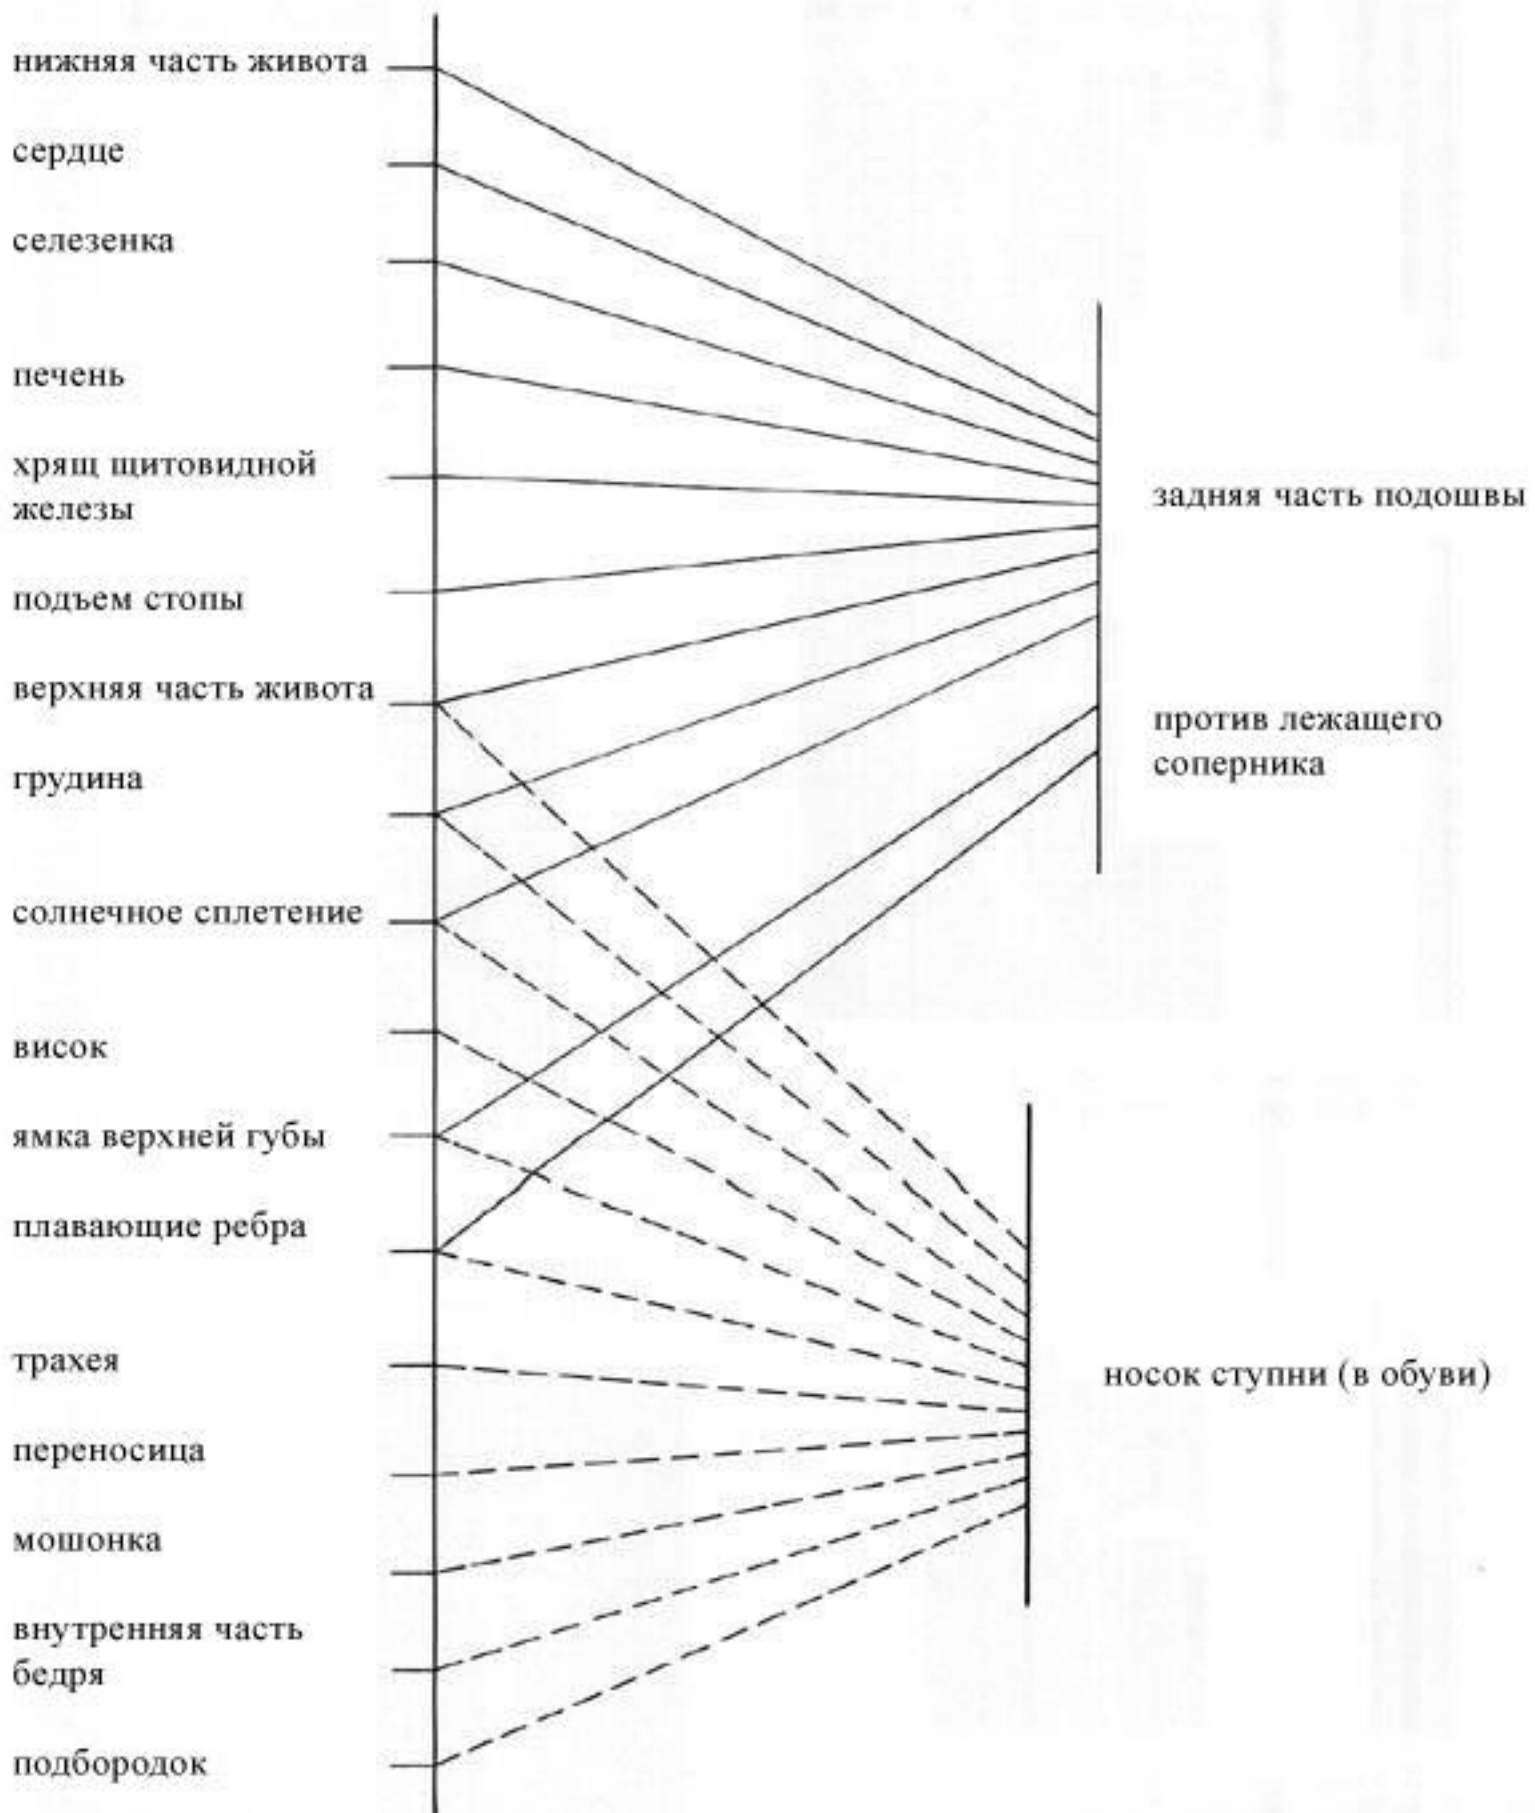 нижняя часть живота
сердце
селезенка
печень
хрящ щитовидной
железы
подъем стопы
верхняя часть живота
грудина
солнечное сплетение
висок
ямка верхней губы
плавающие ребра
трахея
переносица
мошонка
внутренняя часть
бедря
подбородок
задняя часть подошвы
против лежащего
соперника
носок ступни (в обуви)